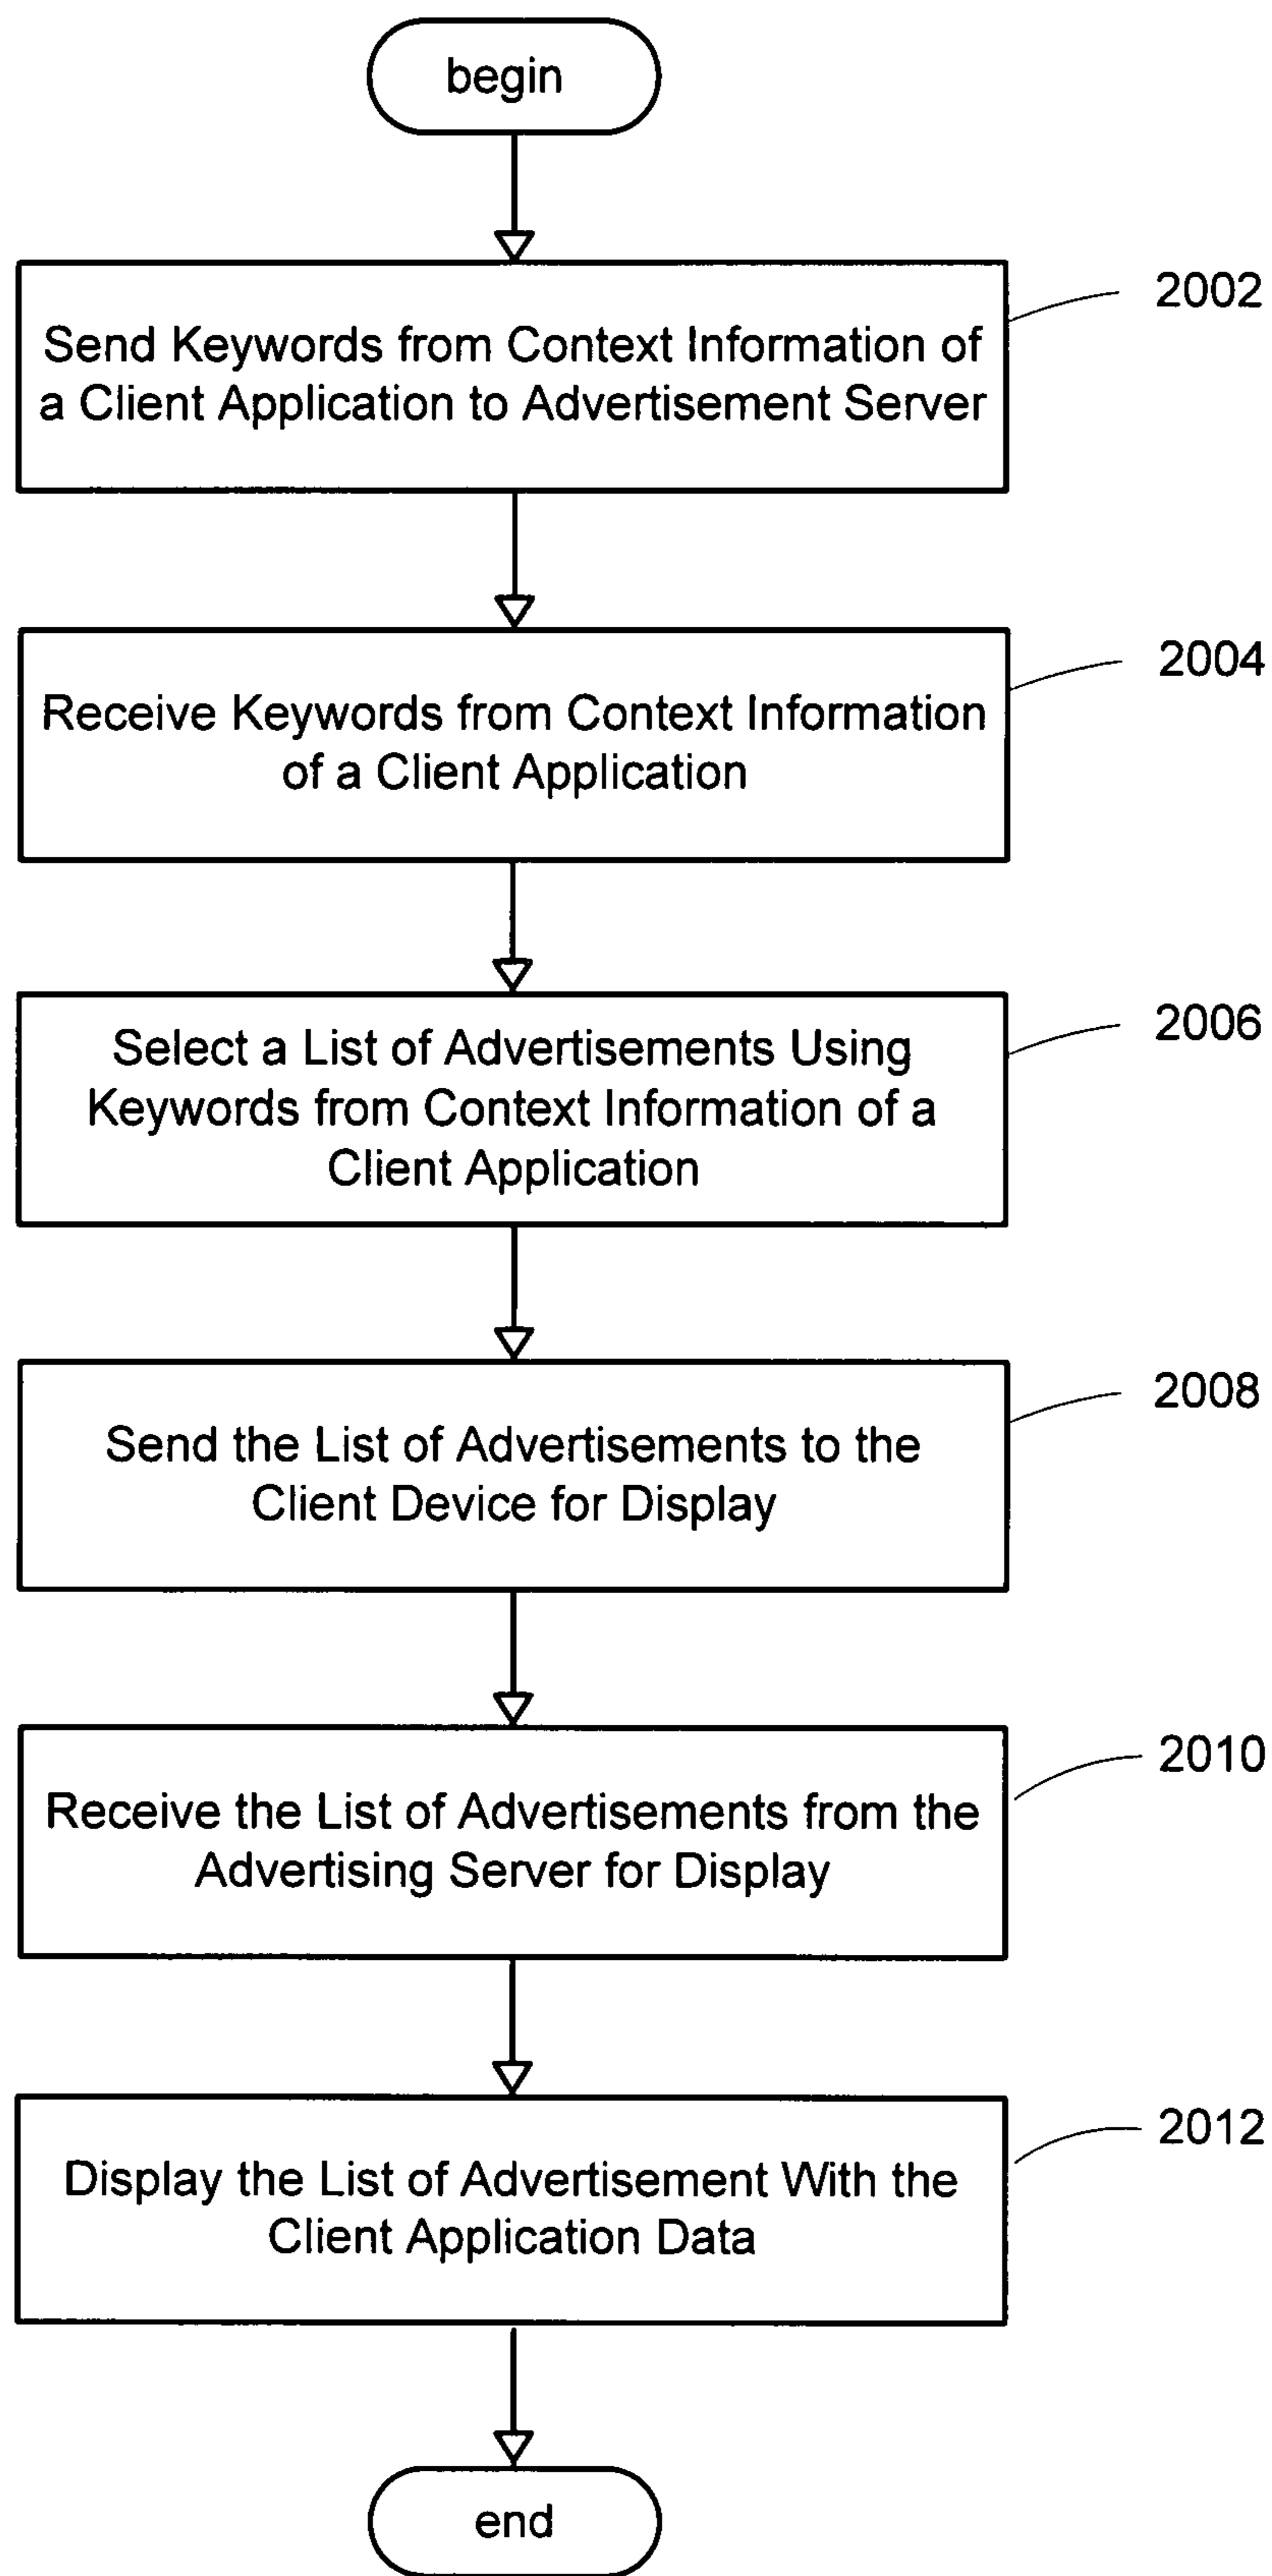 begin
2002
Send Keywords from Context Information of
a Client Application to Advertisement Server
2004
Receive Keywords from Context Information
of a Client Application
2006
Select a List of Advertisements Using
Keywords from Context Information of a
Client Application
2008
Send the List of Advertisements to the
Client Device for Display
2010
Receive the List of Advertisements from the
Advertising Server for Display
2012
Display the List of Advertisement With the
Client Application Data
end